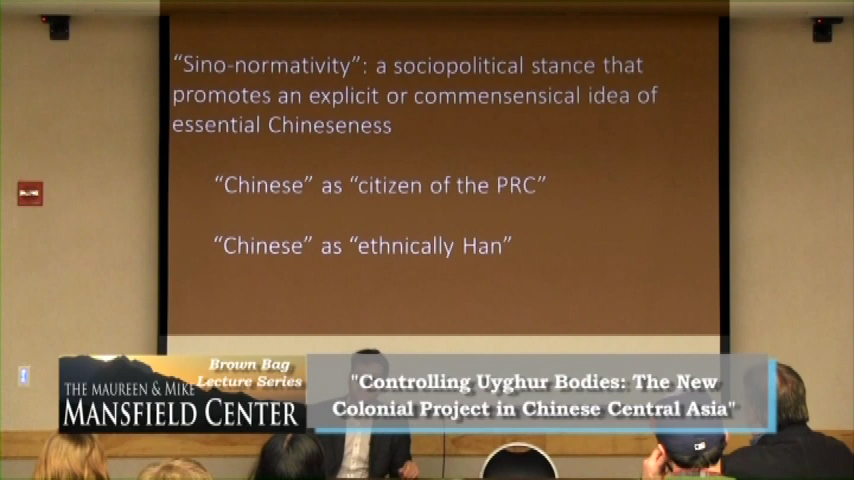 “Sino-normativity”: a sociopolitical stance that
promotes an explicit or commensensical idea of
essential Chineseness
“Chinese” as “citizen of the PRC”
“Chinese” as “ethnically Han”
Brown Bag
Lecture Series
THE MAUREEN & MIKE
MANSFIELD CENTER
"Controlling Uyghur Bodies: The New
Colonial Project in Chinese Central Asia"